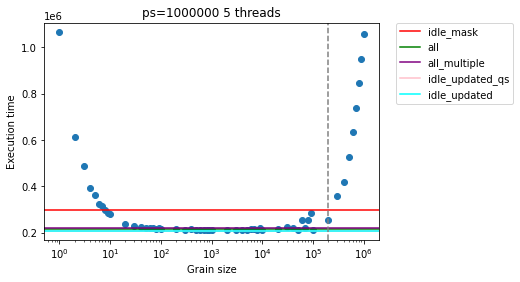 ps=1000000 5 threads
1e6
1.0
0.8
0.6
0.4
0.2
Execution time
10⁰
10¹
10²
10³
10⁴
10⁵
10⁶
Grain size
idle_mask
all
all_multiple
idle_updated_qs
idle_updated